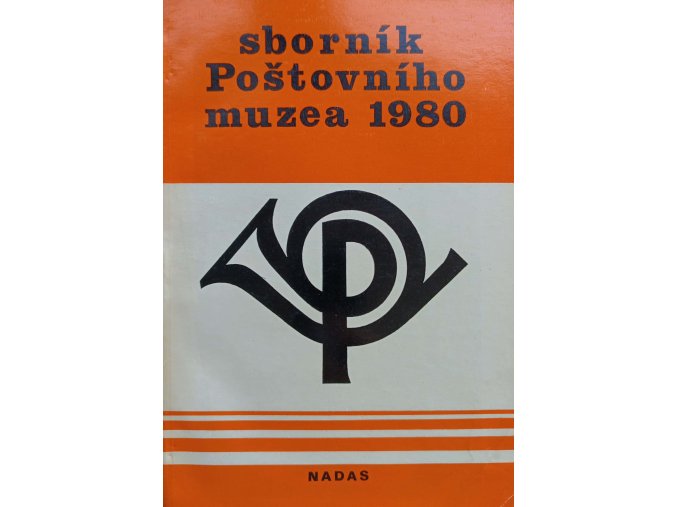 sborník
Poštovního
muzea 1980
P
NADAS